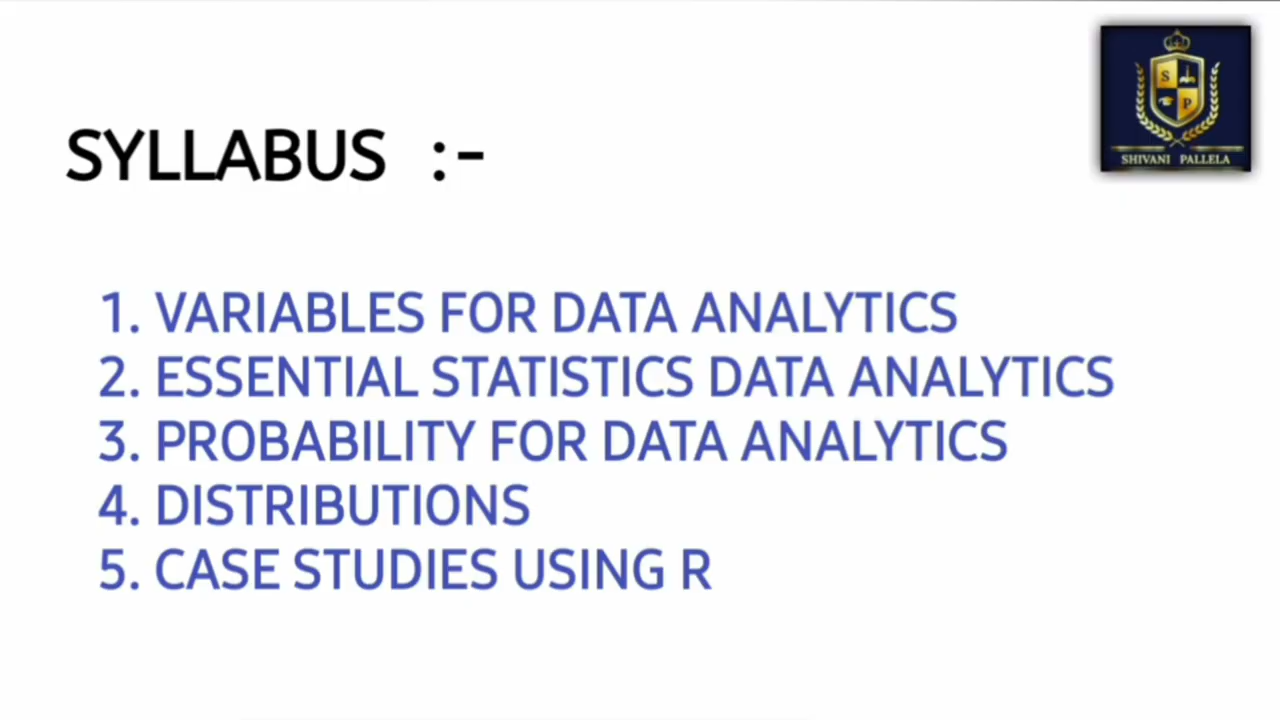 S
P
SHIVANI PALLELA
SYLLABUS :-
1. VARIABLES FOR DATA ANALYTICS
2. ESSENTIAL STATISTICS DATA ANALYTICS
3. PROBABILITY FOR DATA ANALYTICS
4. DISTRIBUTIONS
5. CASE STUDIES USING R